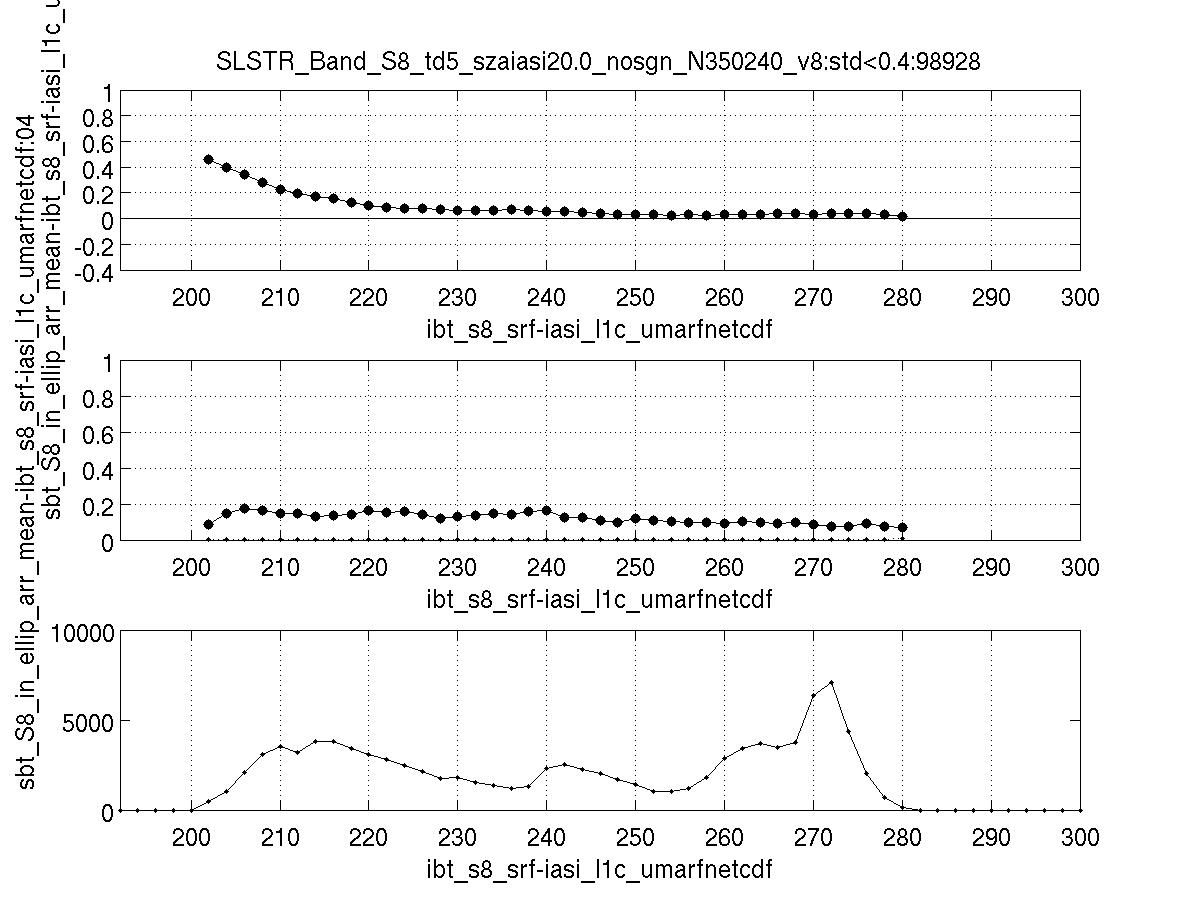 SLSTR_Band_S8_td5_szaiasi20.0_nosgn_N350240_v8:std<0.4:98928
sbt_S8_in_ellip_arr_mean-ibt_s8_srf-iasi_l1c_umarfnetcdf:04
sbt_S8_in_ellip_arr_mean-ibt_s8_srf-iasi_l1c_u
1
0.8
0.6
0.4
0.2
0
-0.2
-0.4
200 210 220 230 240 250 260 270 280 290 300
ibt_s8_srf-iasi_l1c_umarfnetcdf
1
0.8
0.6
0.4
0.2
0
200 210 220 230 240 250 260 270 280 290 300
ibt_s8_srf-iasi_l1c_umarfnetcdf
10000
5000
0
200 210 220 230 240 250 260 270 280 290 300
ibt_s8_srf-iasi_l1c_umarfnetcdf